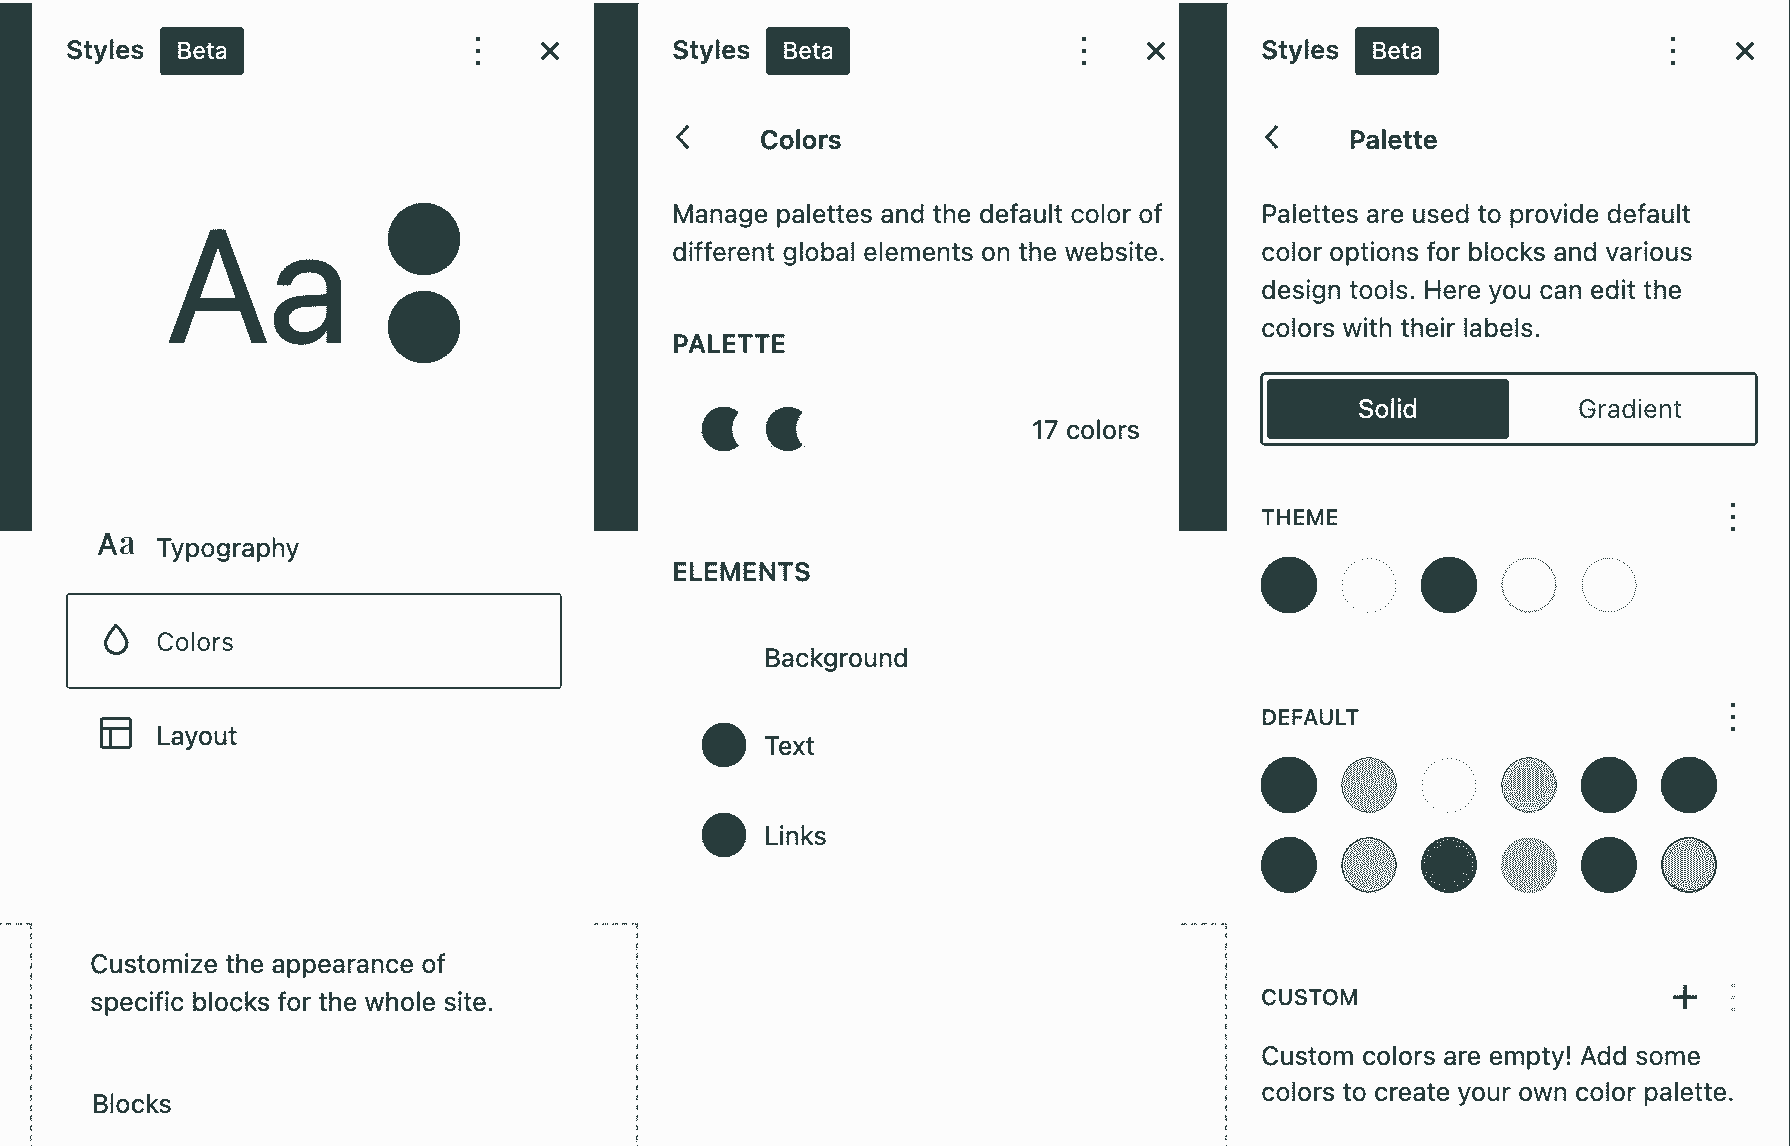 Styles Beta
Aa
Aa Typography
Colors
Layout
Customize the appearance of
specific blocks for the whole site.
Blocks
Styles Beta
Colors
Manage palettes and the default color of
different global elements on the website.
PALETTE
17 colors
ELEMENTS
Background
Text
Links
Styles Beta
Palette
Palettes are used to provide default
color options for blocks and various
design tools. Here you can edit the
colors with their labels.
Solid Gradient
THEME
DEFAULT
CUSTOM
Custom colors are empty! Add some
colors to create your own color palette.